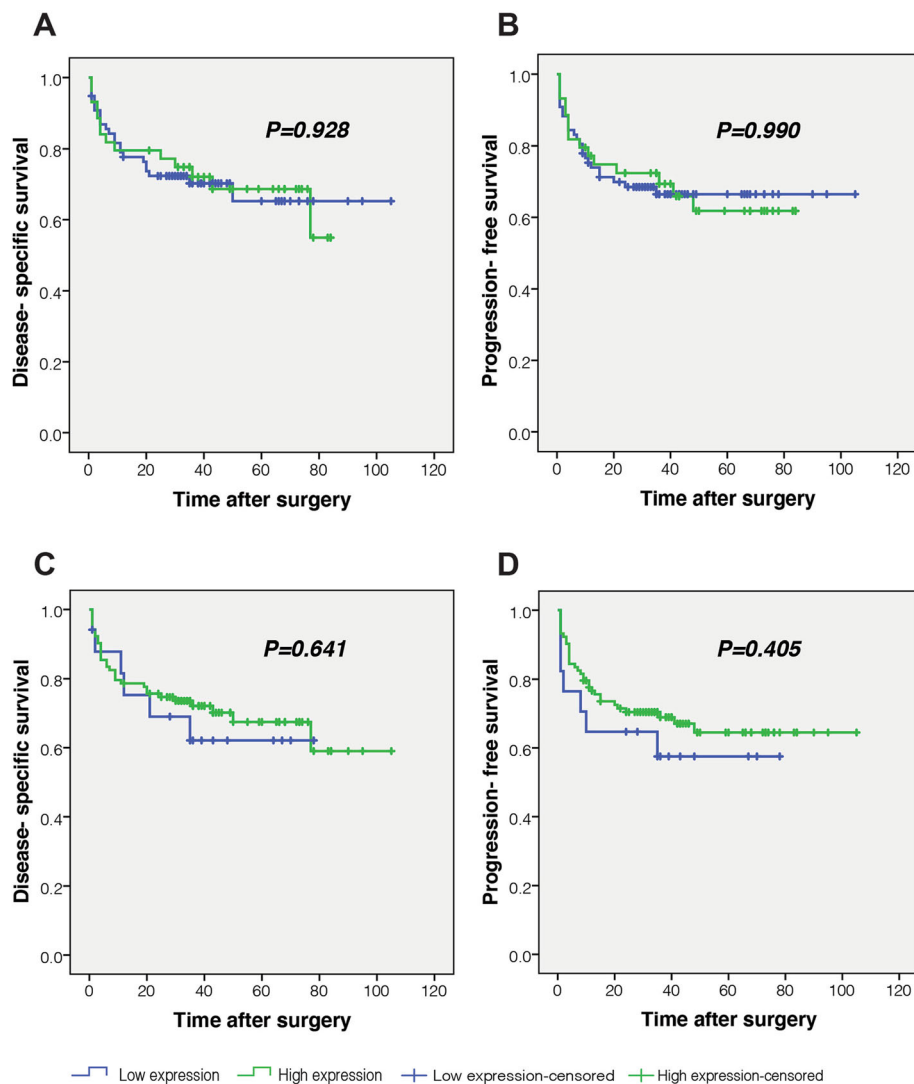 A
Disease- specific survival
1.0
0.8
0.6
0.4
0.2
0.0
P=0.928
0 20 40 60 80 100 120
Time after surgery
B
Progression- free survival
1.0
0.8
0.6
0.4
0.2
0.0
P=0.990
0 20 40 60 80 100 120
Time after surgery
C
Disease- specific survival
1.0
0.8
0.6
0.4
0.2
0.0
P=0.641
0 20 40 60 80 100 120
Time after surgery
D
Progression- free survival
1.0
0.8
0.6
0.4
0.2
0.0
P=0.405
0 20 40 60 80 100 120
Time after surgery
Low expression High expression Low expression-censored High expression-censored